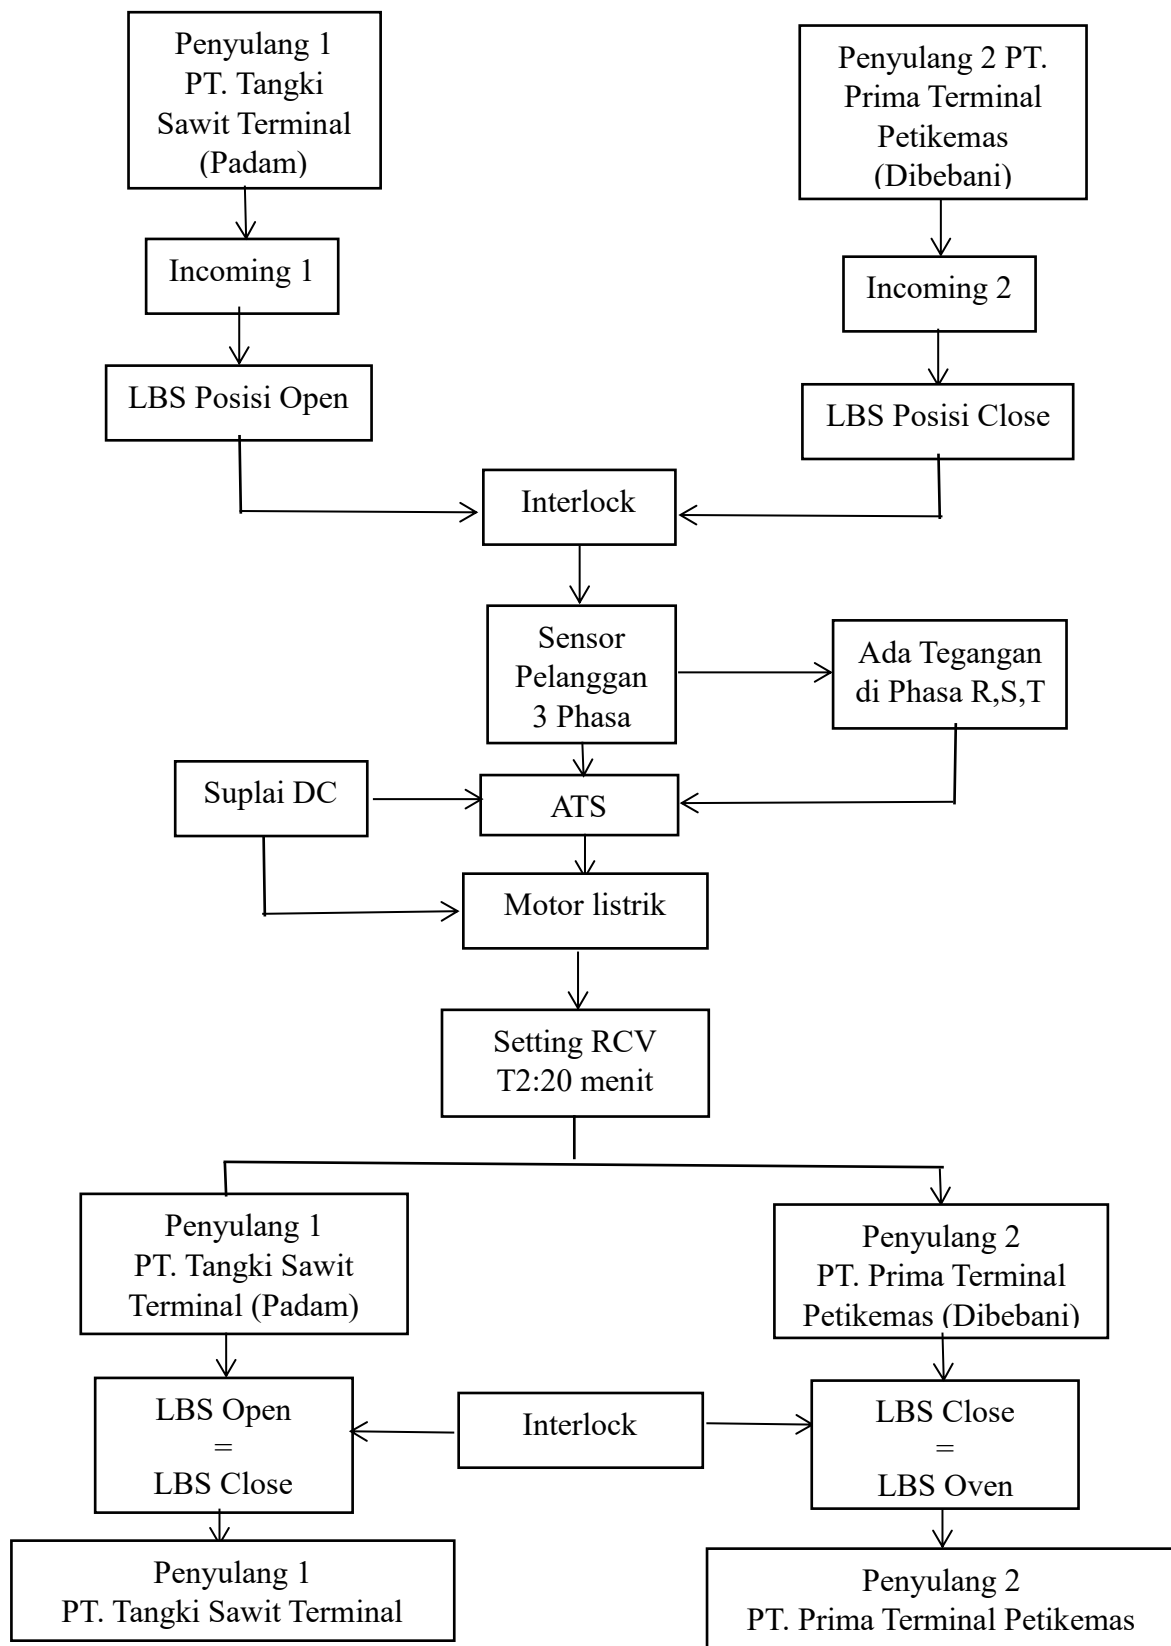 Penyulang 1
PT. Tangki
Sawit Terminal
(Padam)
Penyulang 2 PT.
Prima Terminal
Petikemas
(Dibebani)
Incoming 1
Incoming 2
LBS Posisi Open
LBS Posisi Close
Interlock
Sensor
Pelanggan
3 Phasa
Ada Tegangan
di Phasa R,S,T
Suplai DC
ATS
Motor listrik
Setting RCV
T2:20 menit
Penyulang 1
PT. Tangki Sawit
Terminal (Padam)
Penyulang 2
PT. Prima Terminal
Petikemas (Dibebani)
LBS Open
=
LBS Close
Interlock
LBS Close
=
LBS Oven
Penyulang 1
PT. Tangki Sawit Terminal
Penyulang 2
PT. Prima Terminal Petikemas